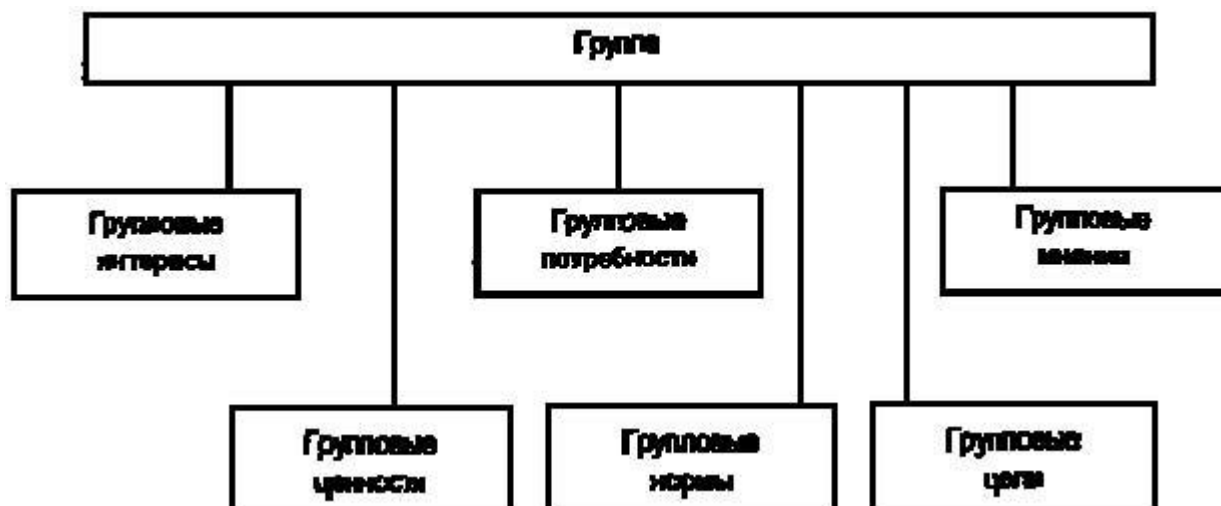 Группа
Групповые
интересы
Групповые
потребности
Групповые
мнения
Групповые
ценности
Групповые
нормы
Групповые
цели